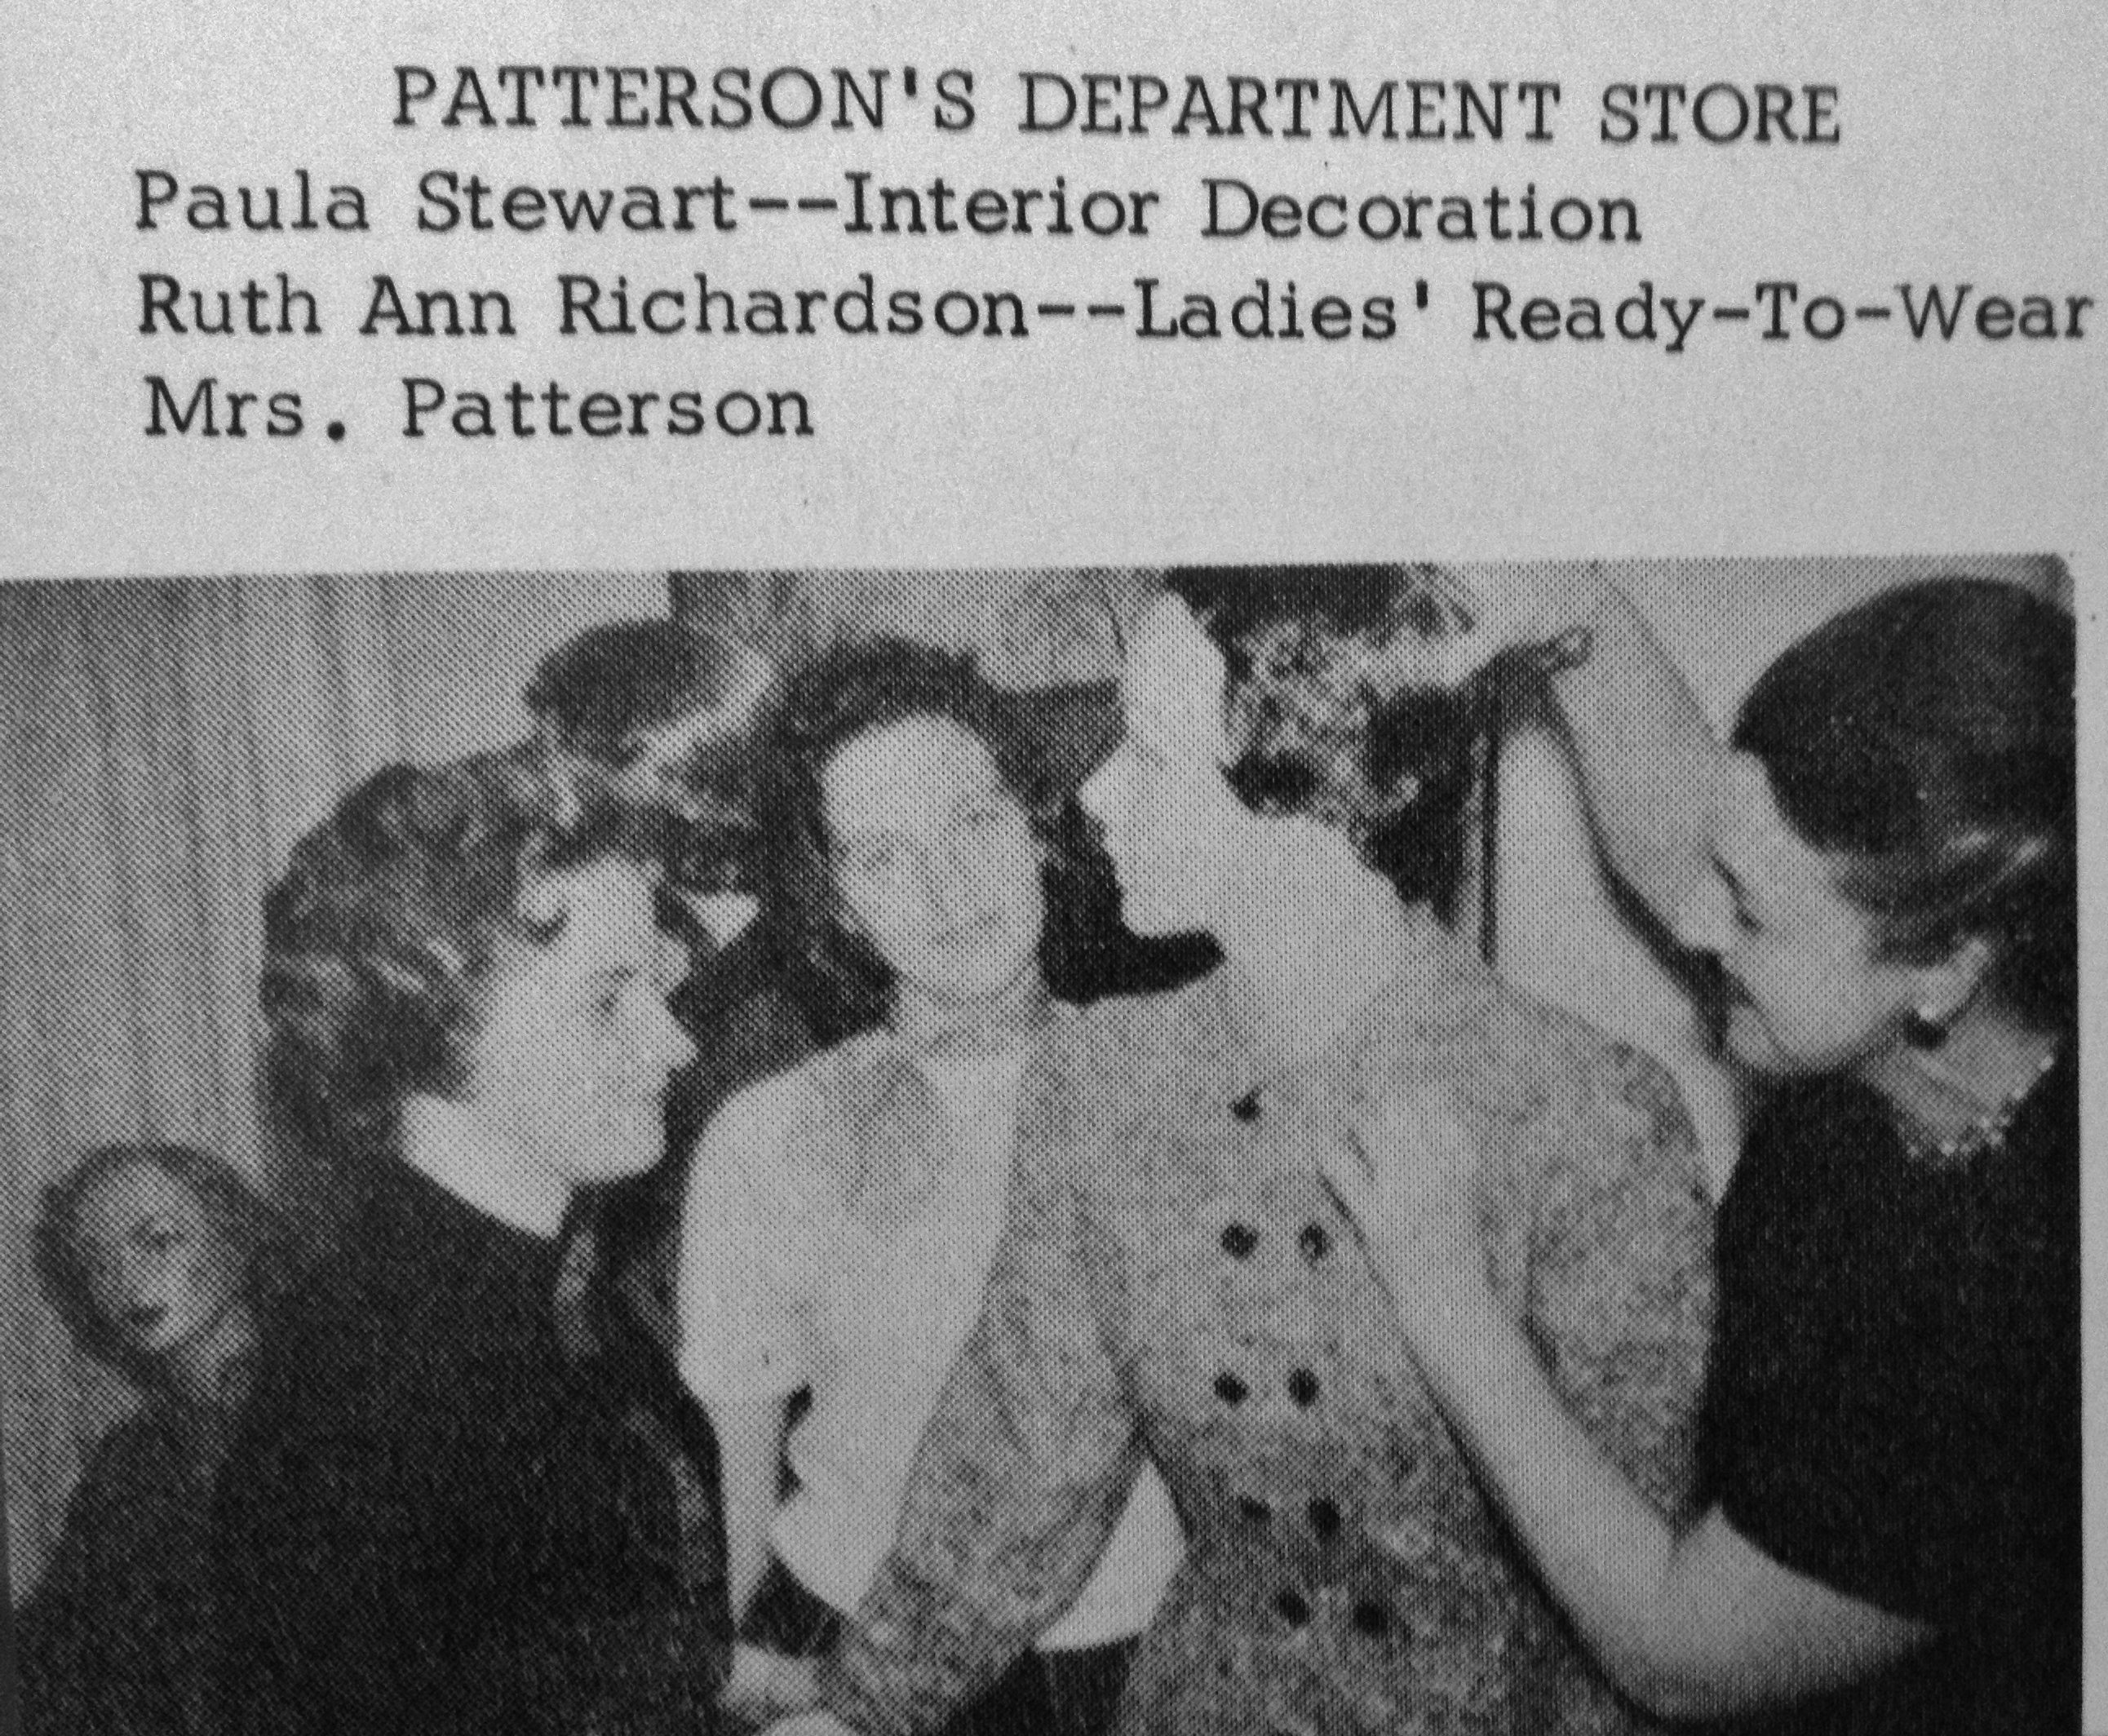 PATTERSON'S DEPARTMENT STORE
Paula Stewart--Interior Decoration
Ruth Ann Richardson--Ladies' Ready-To-Wear
Mrs. Patterson